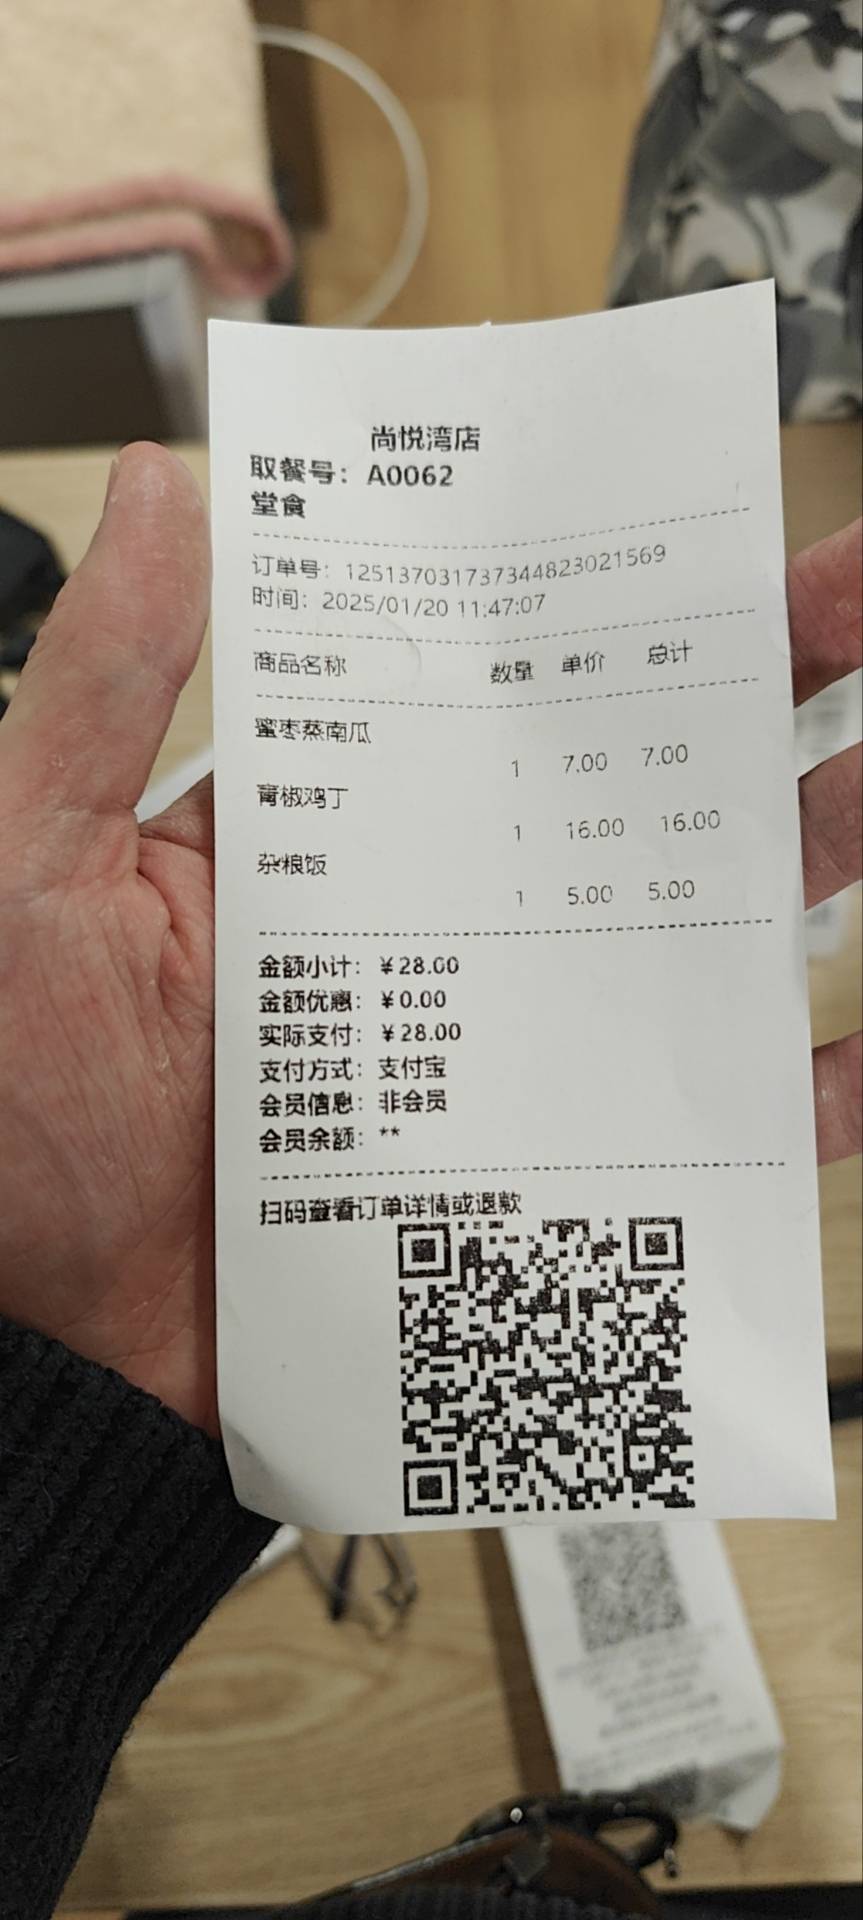 尚悦湾店
取餐号：A0062
堂食
订单号：125137031737344823021569
时间：2025/01/20 11:47:07
商品名称 数量 单价 总计
蜜枣蒸南瓜
1 7.00 7.00
青椒鸡丁
1 16.00 16.00
杂粮饭
1 5.00 5.00
金额小计：￥28.00
金额优惠：￥0.00
实际支付：￥28.00
支付方式：支付宝
会员信息：非会员
会员余额：**
扫码查看订单详情或退款